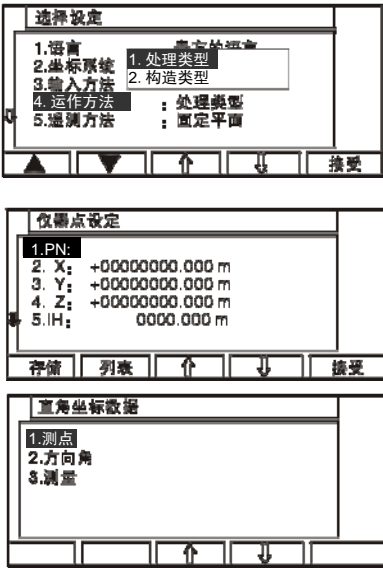 选择设定
1.语言
2.坐标系统
3.输入方法
4. 运作方法
：处理类型
5.遥测方法
：固定平面
1. 处理类型
2. 构造类型
接受
仪器点设定
1.PN:
2. X: +00000000.000 m
3. Y: +00000000.000 m
4. Z: +00000000.000 m
5.IH: 0000.000 m
存储 列表 接受
直角坐标数据
1.测点
2.方向角
3.测量